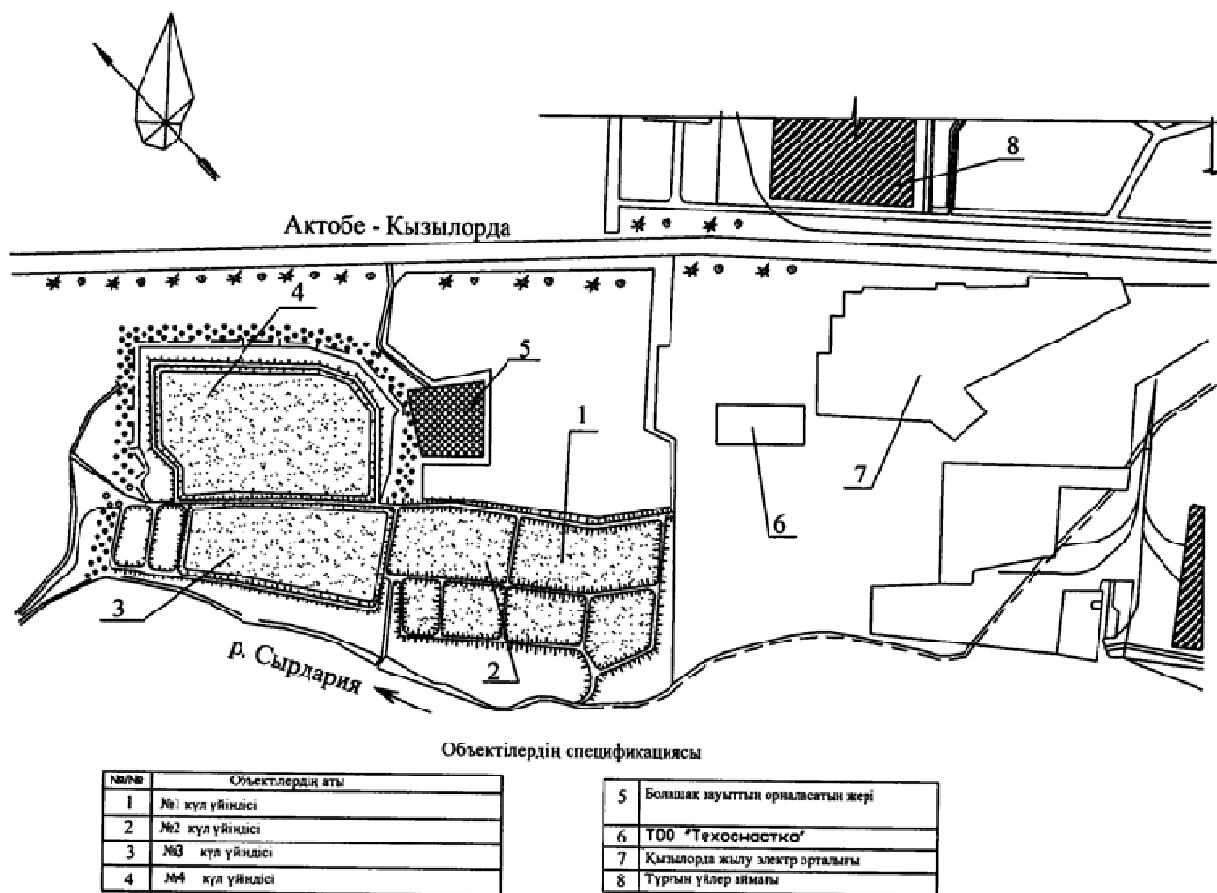 8
Актобе - Кызылорда
4
5
1
7
6
3
2
р. Сырдария
Объектілердің спецификациясы
№№ Объектілердің аты
1 №1 күл үйіндісі
2 №2 күл үйіндісі
3 №3 күл үйіндісі
4 №4 күл үйіндісі
5 Болашақ зауыттың орналасатын жері
6 ТОО "Техоснастка"
7 Қызылорда жылу электр орталығы
8 Тұрғын үйлер аймағы